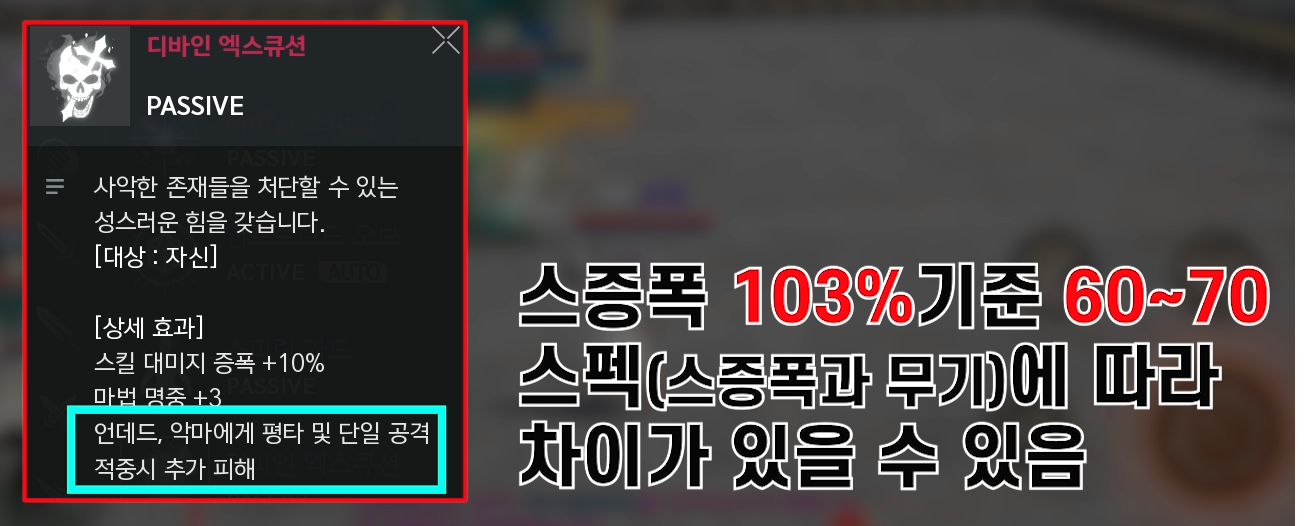 디바인 엑스큐션
PASSIVE
사악한 존재들을 처단할 수 있는
성스러운 힘을 갖습니다.
[대상 : 자신]
[상세 효과]
스킬 대미지 증폭 +10%
마법 명중 +3
언데드, 악마에게 평타 및 단일 공격
적중시 추가 피해
PASSIVE
ACTIVE AUTO
PASSIVE
스증폭 103%기준 60~70
스펙(스증폭과 무기)에 따라
차이가 있을 수 있음